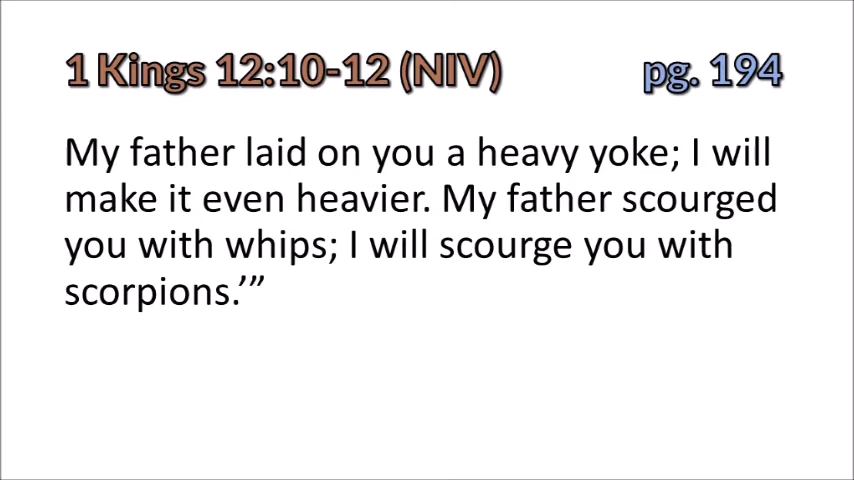 1 Kings 12:10-12 (NIV) pg. 194
My father laid on you a heavy yoke; I will
make it even heavier. My father scourged
you with whips; I will scourge you with
scorpions.’”